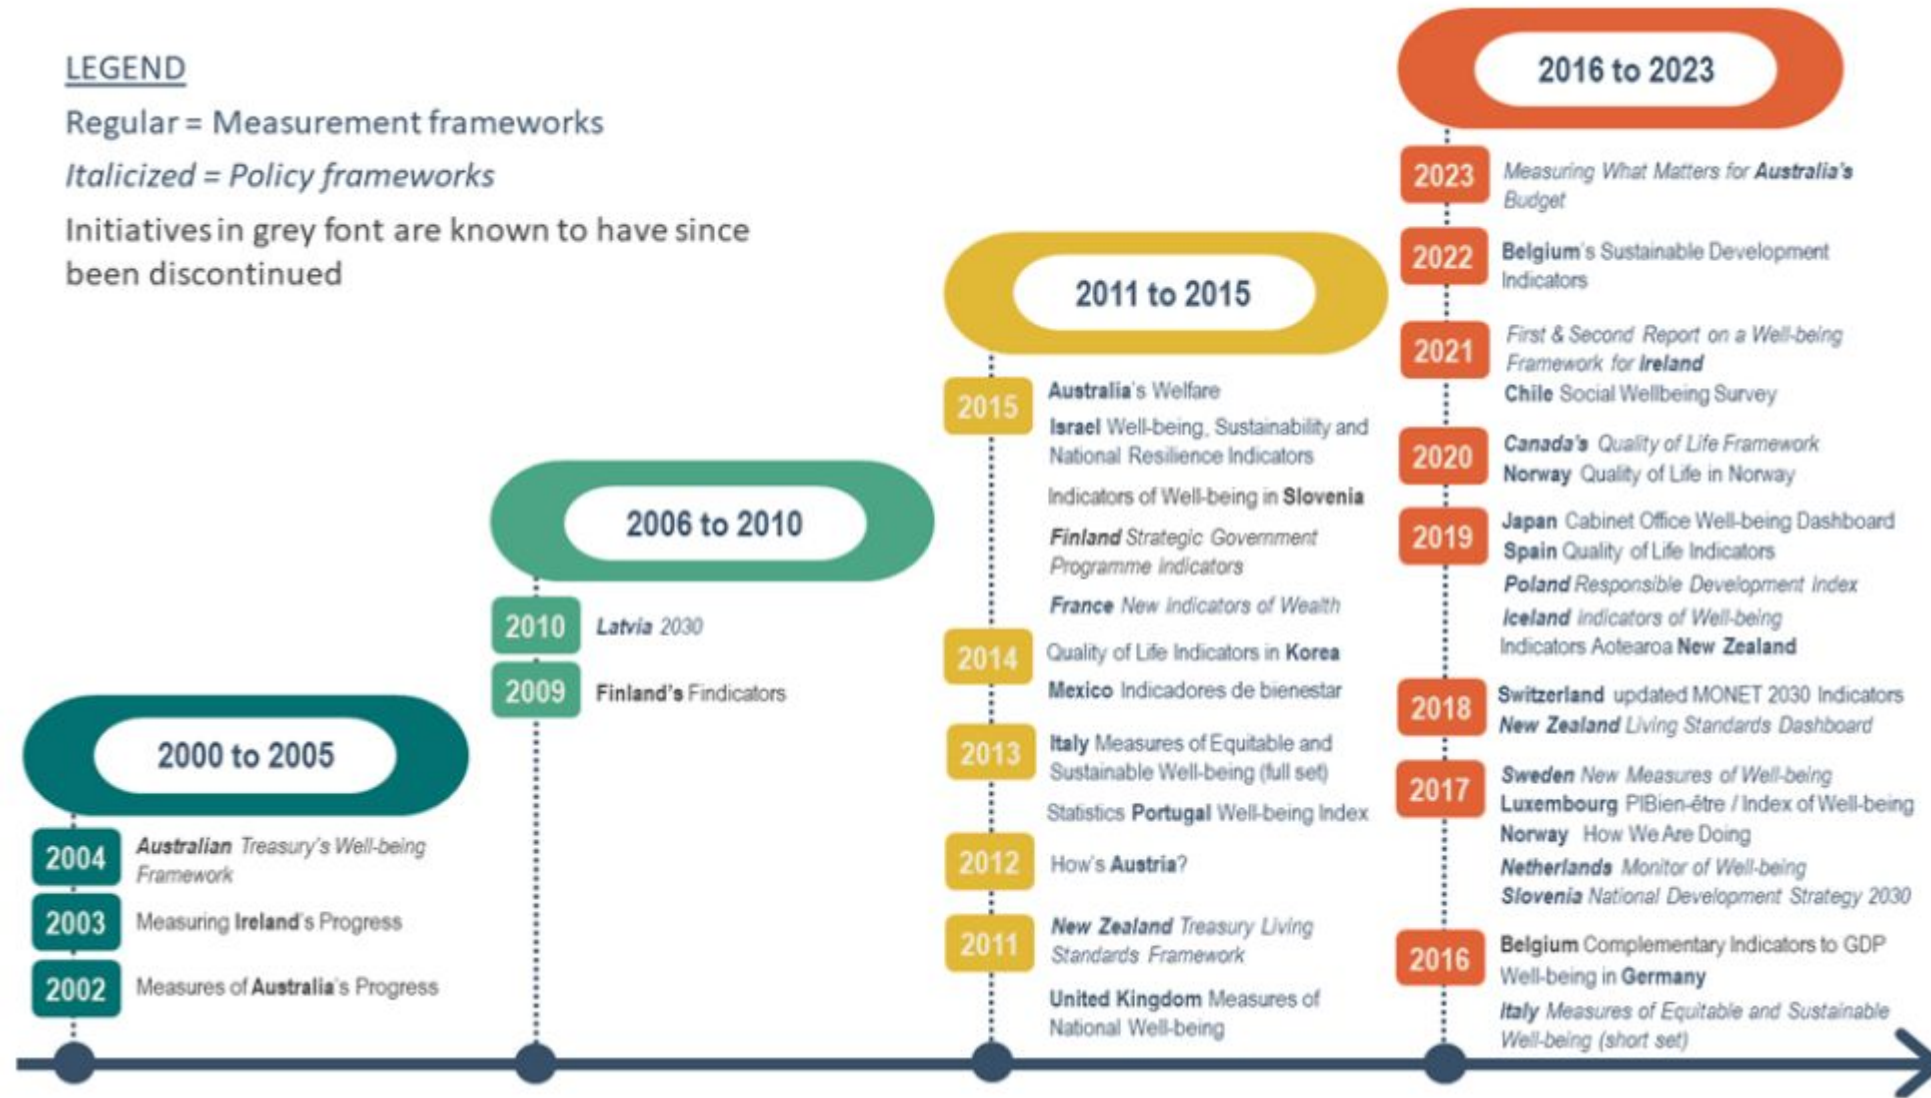 LEGEND
Regular = Measurement frameworks
Italicized = Policy frameworks
Initiatives in grey font are known to have since
been discontinued
2000 to 2005
2004
Australian Treasury's Well-being
Framework
2003
Measuring Ireland's Progress
2002
Measures of Australia's Progress
2006 to 2010
2010
Latvia 2030
2009
Finland's Findicators
2011 to 2015
2015
Australia's Welfare
Israel Well-being, Sustainability and
National Resilience Indicators
Indicators of Well-being in Slovenia
Finland Strategic Government
Programme Indicators
France New Indicators of Wealth
2014
Quality of Life Indicators in Korea
Mexico Indicadores de bienestar
2013
Italy Measures of Equitable and
Sustainable Well-being (full set)
Statistics Portugal Well-being Index
2012
How's Austria?
2011
New Zealand Treasury Living
Standards Framework
United Kingdom Measures of
National Well-being
2016 to 2023
2023
Measuring What Matters for Australia's
Budget
2022
Belgium's Sustainable Development
Indicators
2021
First & Second Report on a Well-being
Framework for Ireland
Chile Social Wellbeing Survey
2020
Canada's Quality of Life Framework
Norway Quality of Life in Norway
2019
Japan Cabinet Office Well-being Dashboard
Spain Quality of Life Indicators
Poland Responsible Development Index
Iceland Indicators of Well-being
Indicators Aotearoa New Zealand
2018
Switzerland updated MONET 2030 Indicators
New Zealand Living Standards Dashboard
2017
Sweden New Measures of Well-being
Luxembourg PIBien-être / Index of Well-being
Norway How We Are Doing
Netherlands Monitor of Well-being
Slovenia National Development Strategy 2030
2016
Belgium Complementary Indicators to GDP
Well-being in Germany
Italy Measures of Equitable and Sustainable
Well-being (short set)